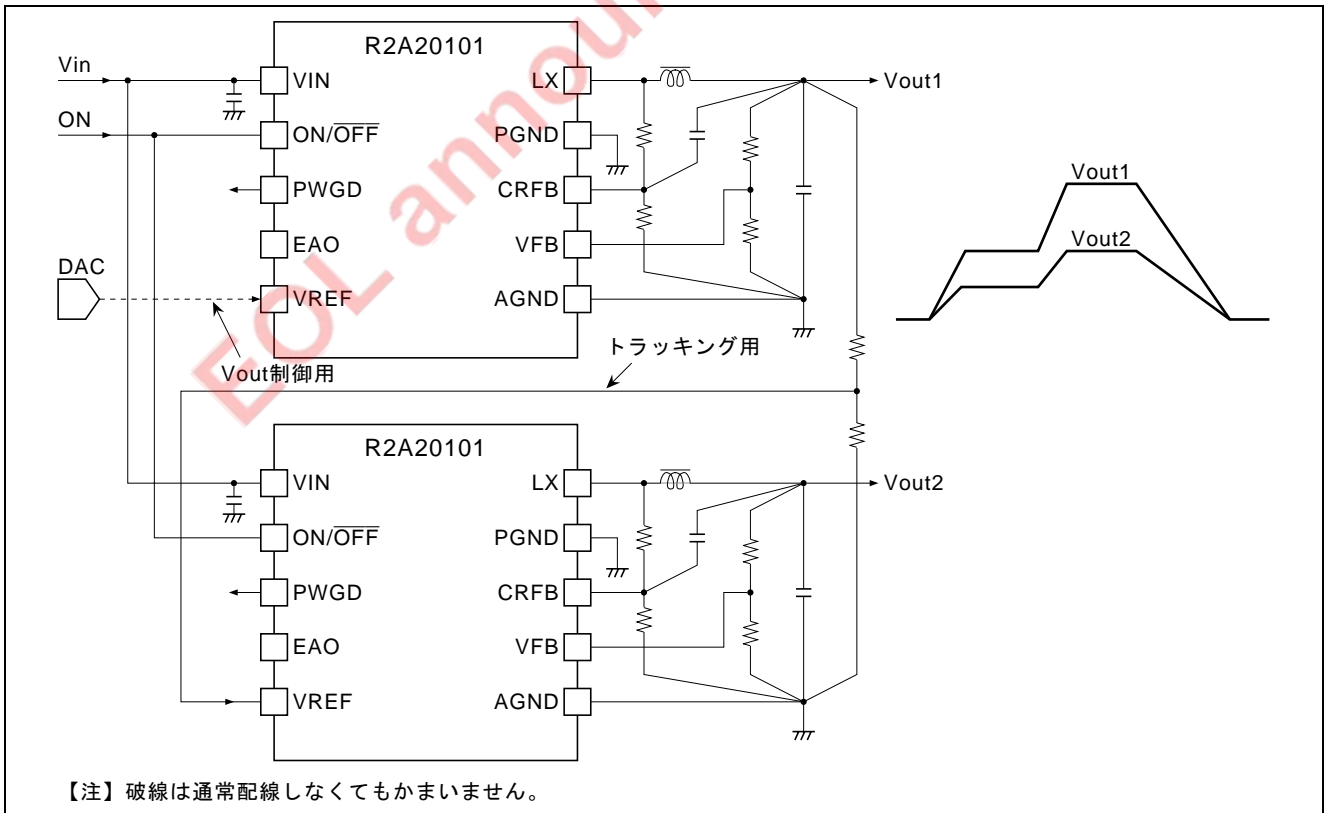 R2A20101
Vin
VIN
LX
Vout1
ON
ON/OFF
PGND
PWGD
CRFB
EAO
VFB
DAC
VREF
AGND
Vout制御用
トラッキング用
Vout1
Vout2
R2A20101
VIN
LX
Vout2
ON/OFF
PGND
PWGD
CRFB
EAO
VFB
VREF
AGND
【注】破線は通常配線しなくてもかまいません。